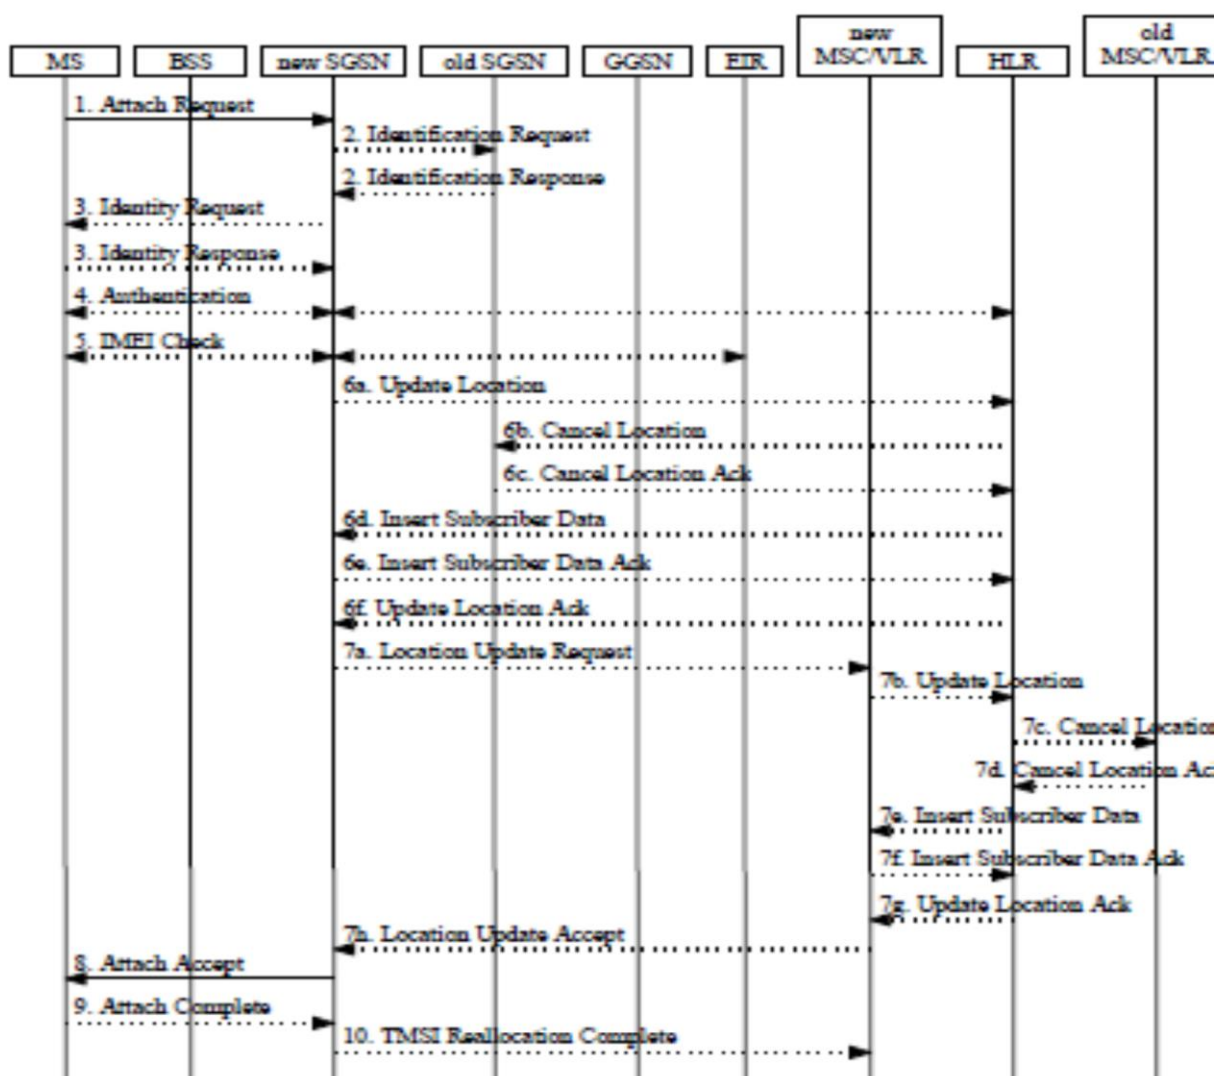 MS
BSS
new SGSN
old SGSN
GGSN
EIR
new
MSC/VLR
HLR
old
MSC/VLR
1. Attach Request
2. Identification Request
2. Identification Response
3. Identity Request
3. Identity Response
4. Authentication
5. IMEI Check
6a. Update Location
6b. Cancel Location
6c. Cancel Location Ack
6d. Insert Subscriber Data
6e. Insert Subscriber Data Ack
6f. Update Location Ack
7a. Location Update Request
7b. Update Location
7c. Cancel Location
7d. Cancel Location Ack
7e. Insert Subscriber Data
7f. Insert Subscriber Data Ack
7g. Update Location Ack
7h. Location Update Accept
8. Attach Accept
9. Attach Complete
10. TMSI Reallocation Complete